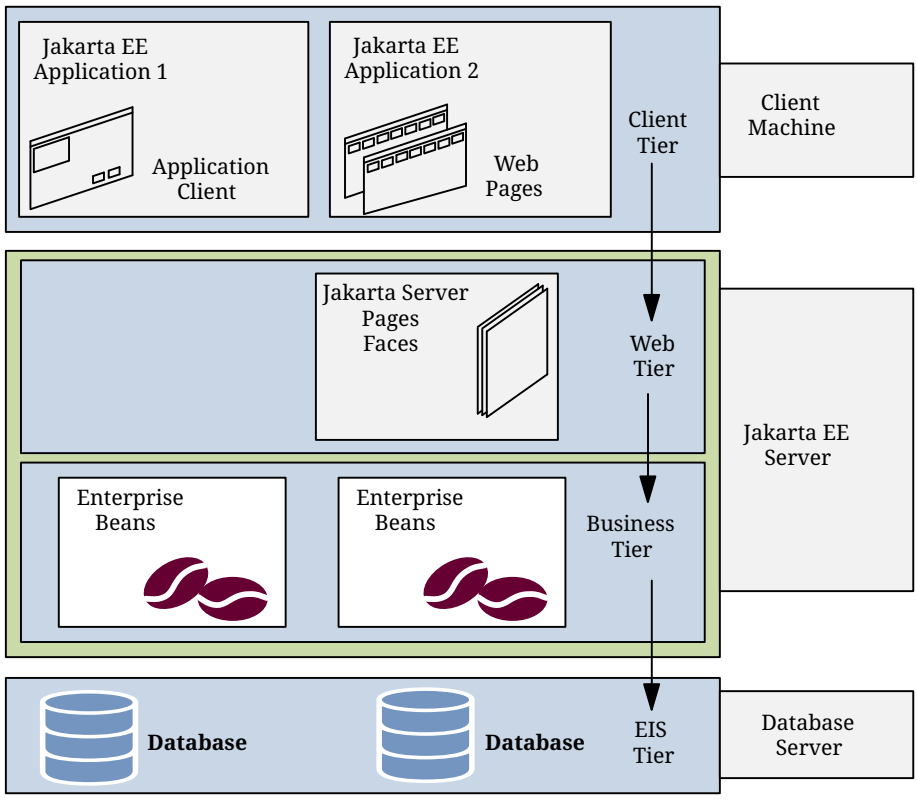 Jakarta EE
Application 1
Application
Client
Jakarta EE
Application 2
Web
Pages
Client
Tier
Client
Machine
Jakarta Server
Pages
Faces
Web
Tier
Jakarta EE
Server
Enterprise
Beans
Enterprise
Beans
Business
Tier
Database
Database
EIS
Tier
Database
Server